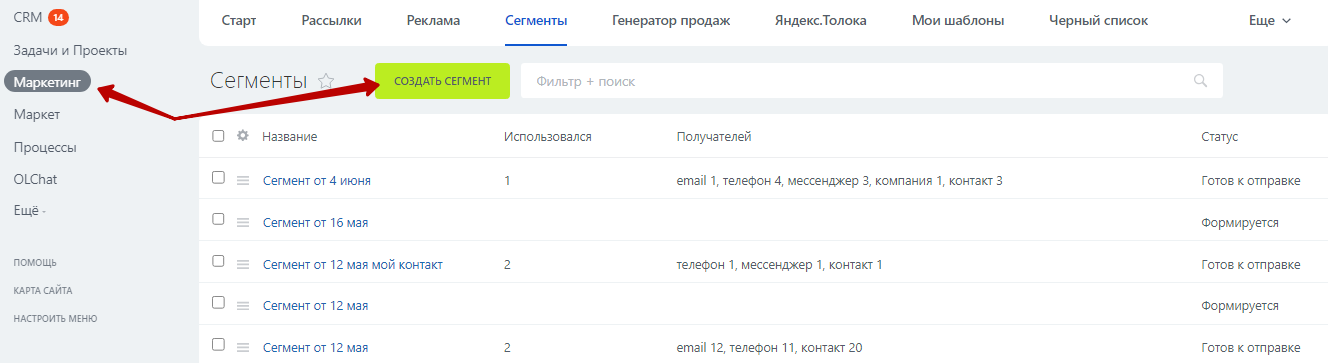 CRM 14
Задачи и Проекты
Маркетинг
Маркет
Процессы
OLChat
Ещё -
ПОМОЩЬ
КАРТА САЙТА
НАСТРОИТЬ МЕНЮ
Старт Рассылки Реклама Сегменты Генератор продаж Яндекс.Толока Мои шаблоны Черный список Еще
Сегменты СОЗДАТЬ СЕГМЕНТ Фильтр + поиск
Название Использовался Получателей Статус
Сегмент от 4 июня 1 email 1, телефон 4, мессенджер 3, компания 1, контакт 3 Готов к отправке
Сегмент от 16 мая Формируется
Сегмент от 12 мая мой контакт 2 телефон 1, мессенджер 1, контакт 1 Готов к отправке
Сегмент от 12 мая Формируется
Сегмент от 12 мая 2 email 12, телефон 11, контакт 20 Готов к отправке